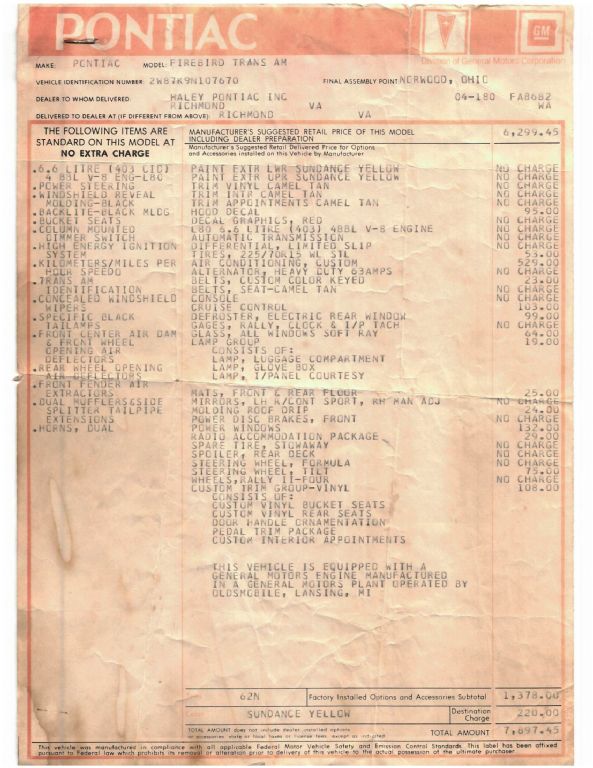 PONTIAC
GM
Division of General Motors Corporation
MAKE: PONTIAC MODEL: FIREBIRD TRANS AM
VEHICLE IDENTIFICATION NUMBER 2W87K9N107670 FINAL ASSEMBLY POINT NORWOOD, OHIO
DEALER TO WHOM DELIVERED HALEY PONTIAC INC 04-180 FA8682
RICHMOND VA WA
DELIVERED TO DEALER AT (IF DIFFERENT FROM ABOVE) RICHMOND VA
THE FOLLOWING ITEMS ARE
STANDARD ON THIS MODEL AT
NO EXTRA CHARGE
.6.6 LITRE (403 CID)
4 BBL V-8 ENG-L80
.POWER STEERING
.WINDSHIELD REVEAL
MOLDING-BLACK
.BACKLITE-BLACK MLDG
.BUCKET SEATS
.COLUMN MOUNTED
DIMMER SWITCH
.HIGH ENERGY IGNITION
SYSTEM
.KILOMETERS/MILES PER
HOUR SPEEDO
.TRANS AM
IDENTIFICATION
.CONCEALED WINDSHIELD
WIPERS
.SPECIFIC BLACK
TAILAMPS
.FRONT CENTER AIR DAM
& FRONT WHEEL
OPENING AIR
DEFLECTORS
.REAR WHEEL OPENING
AIR DEFLECTORS
.FRONT FENDER AIR
EXTRACTORS
.DUAL MUFFLERS&SIDE
SPLITTER TAILPIPE
EXTENSIONS
.HORNS, DUAL
MANUFACTURER'S SUGGESTED RETAIL PRICE OF THIS MODEL
INCLUDING DEALER PREPARATION 6,299.45
Manufacturer's Suggested Retail Delivered Price for Options
and Accessories installed on this Vehicle by Manufacturer
PAINT EXTR LWR SUNDANCE YELLOW NO CHARGE
PAINT EXTR UPR SUNDANCE YELLOW NO CHARGE
TRIM VINYL CAMEL TAN NO CHARGE
TRIM INTR CAMEL TAN NO CHARGE
TRIM APPOINTMENTS CAMEL TAN NO CHARGE
HOOD DECAL 95.00
DECAL GRAPHICS, RED NO CHARGE
L80 6.6 LITRE (403) 4BBL V-8 ENGINE NO CHARGE
AUTOMATIC TRANSMISSION NO CHARGE
DIFFERENTIAL, LIMITED SLIP NO CHARGE
TIRES, 225/70R15 WL STL 53.00
AIR CONDITIONING, CUSTOM 529.00
ALTERNATOR, HEAVY DUTY 63AMPS NO CHARGE
BELTS, CUSTOM COLOR KEYED 23.00
BELTS, SEAT-CAMEL TAN NO CHARGE
CONSOLE NO CHARGE
CRUISE CONTROL 103.00
DEFROSTER, ELECTRIC REAR WINDOW 99.00
GAGES, RALLY, CLOCK & I/P TACH NO CHARGE
GLASS, ALL WINDOWS SOFT RAY 64.00
LAMP GROUP 19.00
CONSISTS OF:
LAMP, LUGGAGE COMPARTMENT
LAMP, GLOVE BOX
LAMP, I/PANEL COURTESY
MATS, FRONT & REAR FLOOR 25.00
MIRRORS, LH R/CONT SPORT, RH MAN ADJ NO CHARGE
MOLDING ROOF DRIP 24.00
POWER DISC BRAKES, FRONT NO CHARGE
POWER WINDOWS 132.00
RADIO ACCOMMODATION PACKAGE 29.00
SPARE TIRE, STOWAWAY NO CHARGE
SPOILER, REAR DECK NO CHARGE
STEERING WHEEL, FORMULA NO CHARGE
STEERING WHEEL, TILT 75.00
WHEELS, RALLY II-FOUR NO CHARGE
CUSTOM TRIM GROUP-VINYL 108.00
CONSISTS OF:
CUSTOM VINYL BUCKET SEATS
CUSTOM VINYL REAR SEATS
DOOR HANDLE ORNAMENTATION
PEDAL TRIM PACKAGE
CUSTOM INTERIOR APPOINTMENTS
THIS VEHICLE IS EQUIPPED WITH A
GENERAL MOTORS ENGINE MANUFACTURED
IN A GENERAL MOTORS PLANT OPERATED BY
OLDSMOBILE, LANSING, MI
62N Factory Installed Options and Accessories Subtotal 1,378.00
SUNDANCE YELLOW Destination Charge 220.00
TOTAL AMOUNT does not include dealer installed options
or accessories state or local taxes or license fees, except as indicated TOTAL AMOUNT 7,897.45
This vehicle was manufactured in compliance with all applicable Federal Motor Vehicle Safety and Emission Control Standards. This label has been affixed
pursuant to Federal law which prohibits its removal or alteration prior to delivery of this vehicle to the actual possession of the ultimate purchaser.